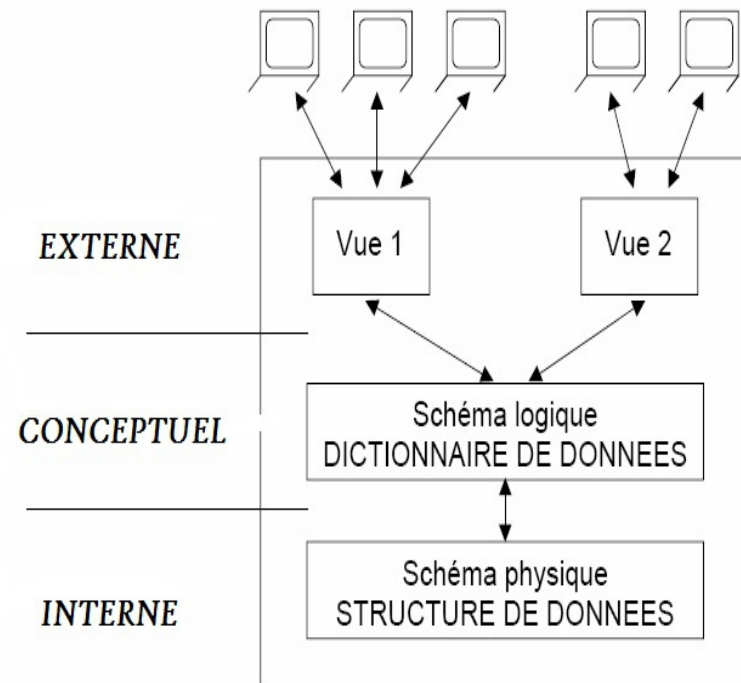 EXTERNE
Vue 1
Vue 2
CONCEPTUEL
Schéma logique
DICTIONNAIRE DE DONNEES
INTERNE
Schéma physique
STRUCTURE DE DONNEES